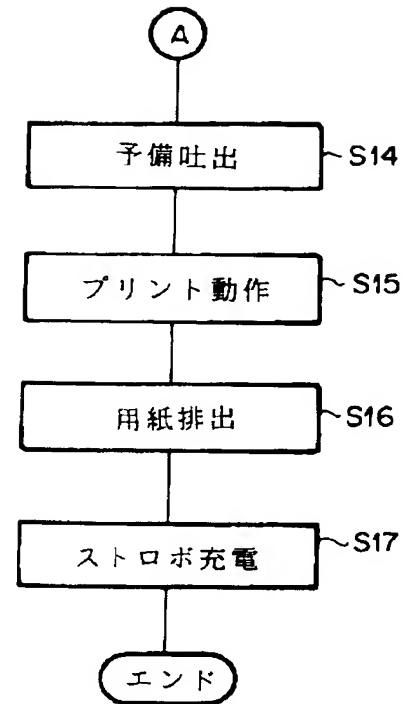 A
予備吐出
S14
プリント動作
S15
用紙排出
S16
ストロボ充電
S17
エンド